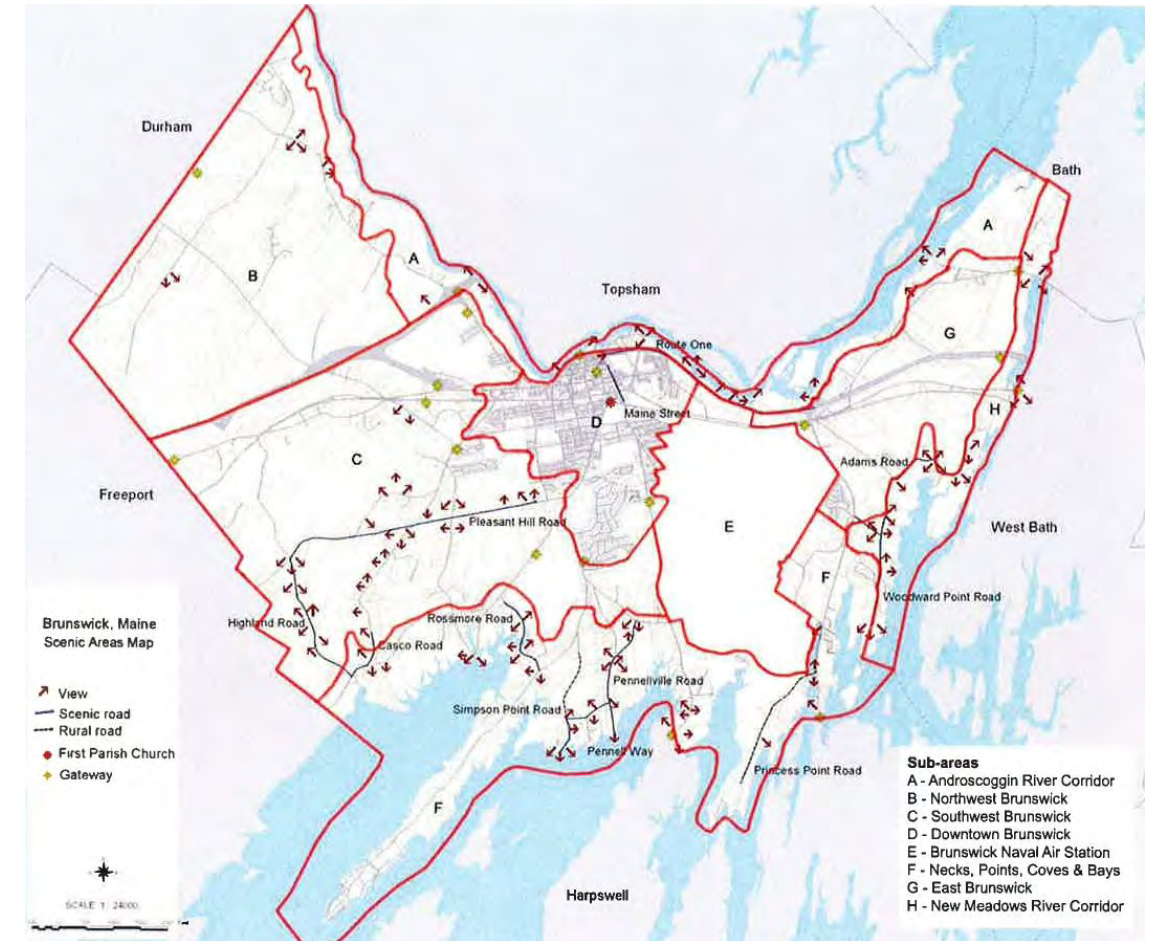 Durham
Bath
A
B
A
Topsham
Route One
G
Maine Street
D
H
C
Adams Road
Freeport
Pleasant Hill Road
E
West Bath
F
Woodward Point Road
Highland Road
Rossmore Road
Casco Road
Pennellville Road
Simpson Point Road
Pennell Way
Princess Point Road
F
Harpswell
Brunswick, Maine
Scenic Areas Map
View
Scenic road
Rural road
First Parish Church
Gateway
SCALE 1: 24000
Sub-areas
A - Androscoggin River Corridor
B - Northwest Brunswick
C - Southwest Brunswick
D - Downtown Brunswick
E - Brunswick Naval Air Station
F - Necks, Points, Coves & Bays
G - East Brunswick
H - New Meadows River Corridor